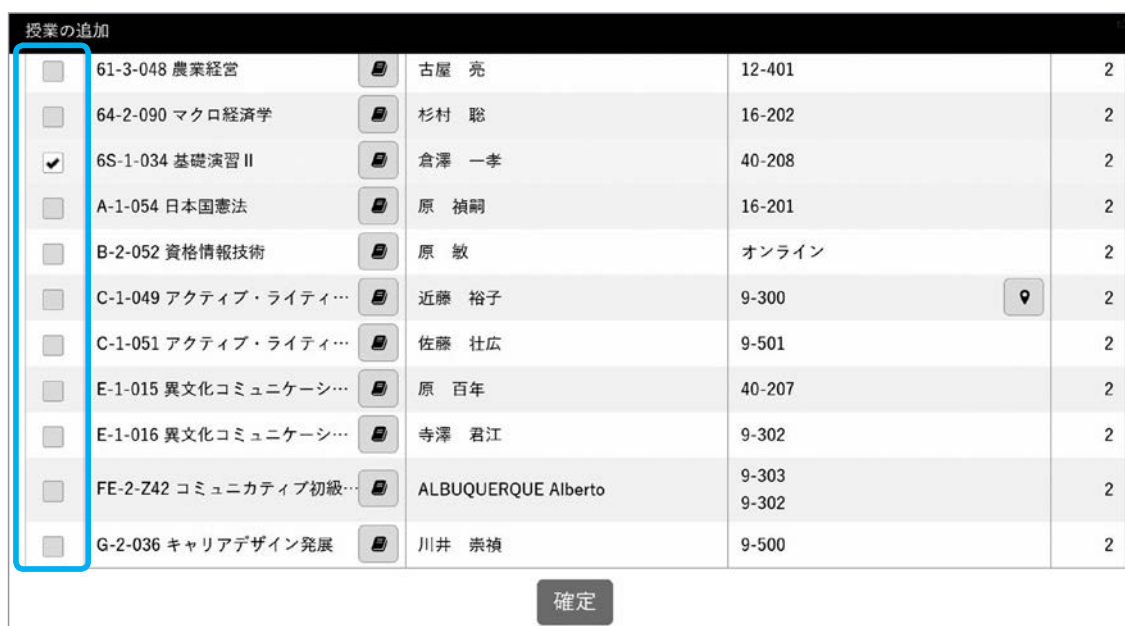 授業の追加
61-3-048 農業経営 古屋 亮 12-401 2
64-2-090 マクロ経済学 杉村 聡 16-202 2
6S-1-034 基礎演習Ⅱ 倉澤 一孝 40-208 2
A-1-054 日本国憲法 原 禎嗣 16-201 2
B-2-052 資格情報技術 原 敏 オンライン 2
C-1-049 アクティブ・ライティ… 近藤 裕子 9-300 2
C-1-051 アクティブ・ライティ… 佐藤 壮広 9-501 2
E-1-015 異文化コミュニケーシ… 原 百年 40-207 2
E-1-016 異文化コミュニケーシ… 寺澤 君江 9-302 2
FE-2-Z42 コミュニカティブ初級… ALBUQUERQUE Alberto 9-303 2
9-302
G-2-036 キャリアデザイン発展 川井 崇禎 9-500 2
確定